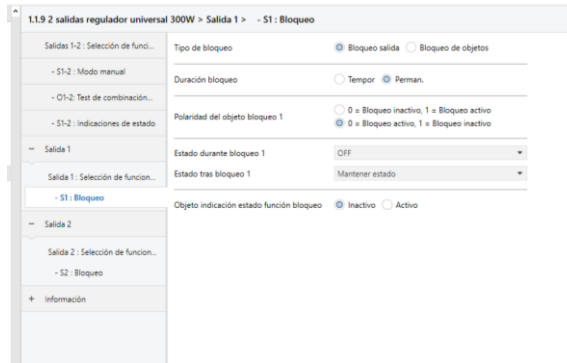 1.1.9 2 salidas regulador universal 300W > Salida 1 > - S1 : Bloqueo
Salidas 1-2 : Selección de funci...
- S1-2 : Modo manual
- O1-2: Test de combinación...
- S1-2 : Indicaciones de estado
− Salida 1
Salida 1 : Selección de funcion...
- S1 : Bloqueo
− Salida 2
Salida 2 : Selección de funcion...
- S2 : Bloqueo
+ Información
Tipo de bloqueo Bloqueo salida Bloqueo de objetos
Duración bloqueo Tempor Perman.
Polaridad del objeto bloqueo 1 0 = Bloqueo inactivo, 1 = Bloqueo activo
0 = Bloqueo activo, 1 = Bloqueo inactivo
Estado durante bloqueo 1 OFF
Estado tras bloqueo 1 Mantener estado
Objeto indicación estado función bloqueo Inactivo Activo